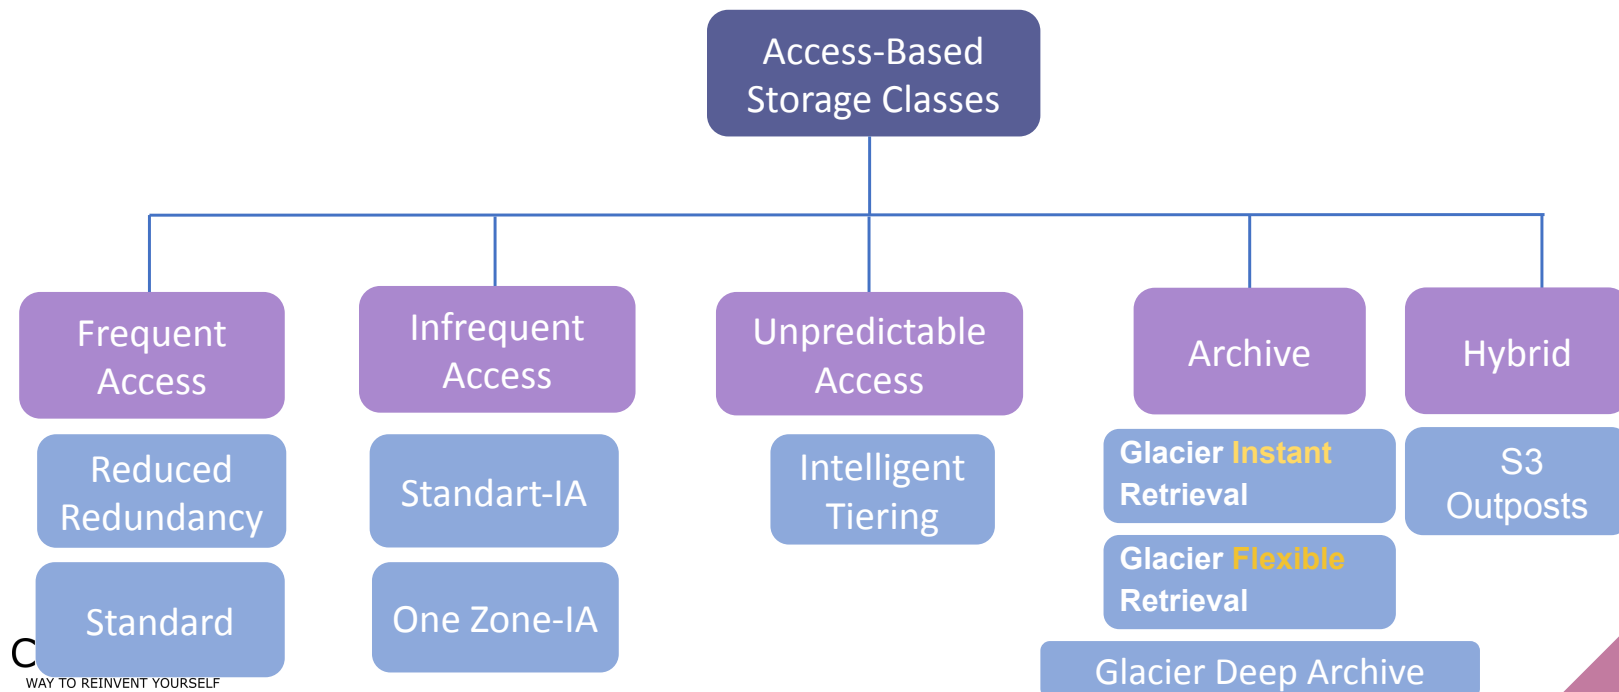 Access-Based
Storage Classes
Frequent
Access
Infrequent
Access
Unpredictable
Access
Archive
Hybrid
Reduced
Redundancy
Standard
Standart-IA
One Zone-IA
Intelligent
Tiering
Glacier Instant
Retrieval
Glacier Flexible
Retrieval
Glacier Deep Archive
S3
Outposts
C
WAY TO REINVENT YOURSELF